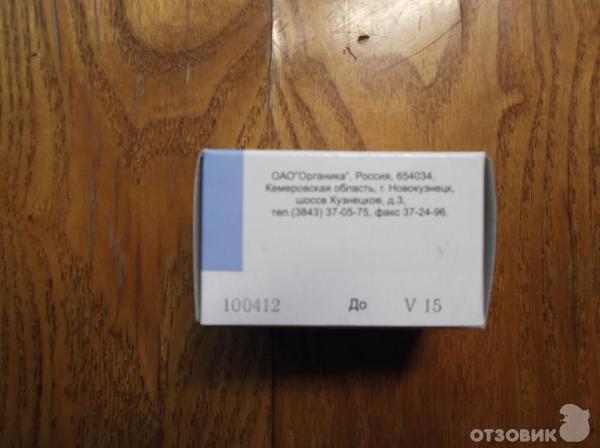 ОАО"Органика", Россия, 654034,
Кемеровская область, г. Новокузнецк,
шоссе Кузнецкое, д.3,
тел.(3843) 37-05-75, факс 37-24-96.
100412 До V 15
ОТЗОВИК